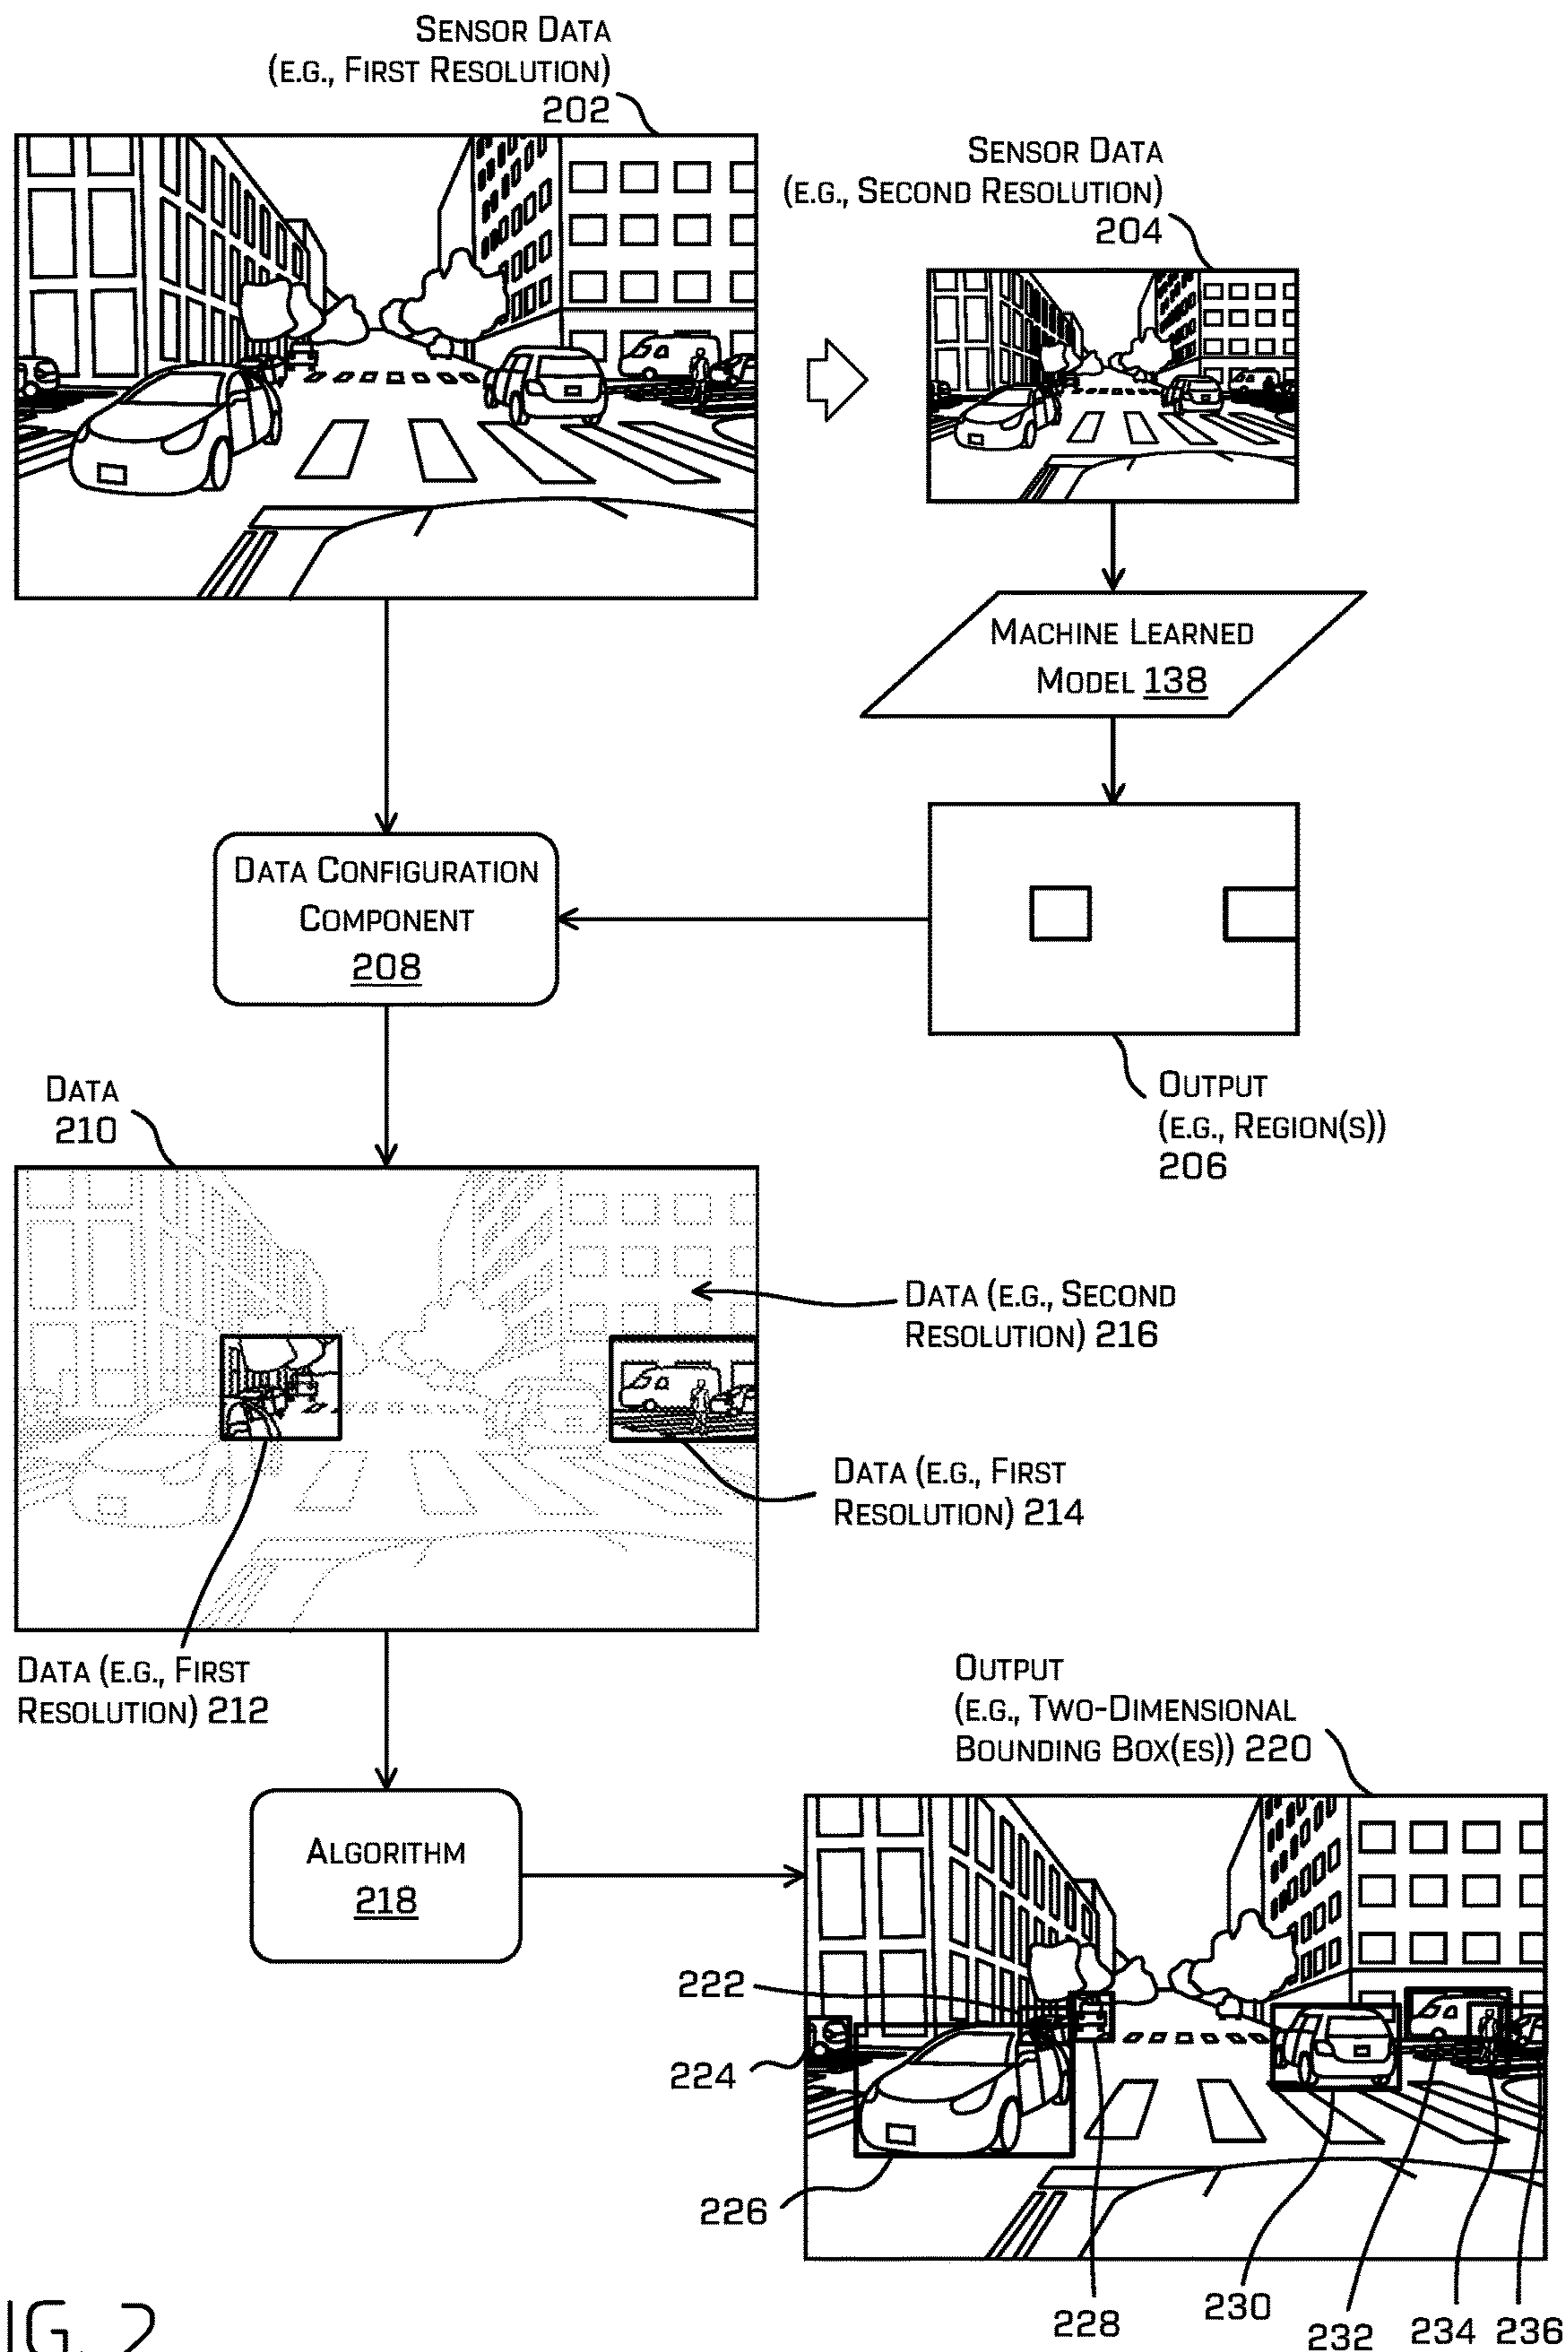 SENSOR DATA
(E.G., FIRST RESOLUTION)
202
SENSOR DATA
(E.G., SECOND RESOLUTION)
204
MACHINE LEARNED
MODEL 138
DATA CONFIGURATION
COMPONENT
208
OUTPUT
(E.G., REGION(S))
206
DATA
210
DATA (E.G., SECOND
RESOLUTION) 216
DATA (E.G., FIRST
RESOLUTION) 214
DATA (E.G., FIRST
RESOLUTION) 212
OUTPUT
(E.G., TWO-DIMENSIONAL
BOUNDING BOX(ES)) 220
ALGORITHM
218
222
224
226
228
230
232
234
236
IG. 2